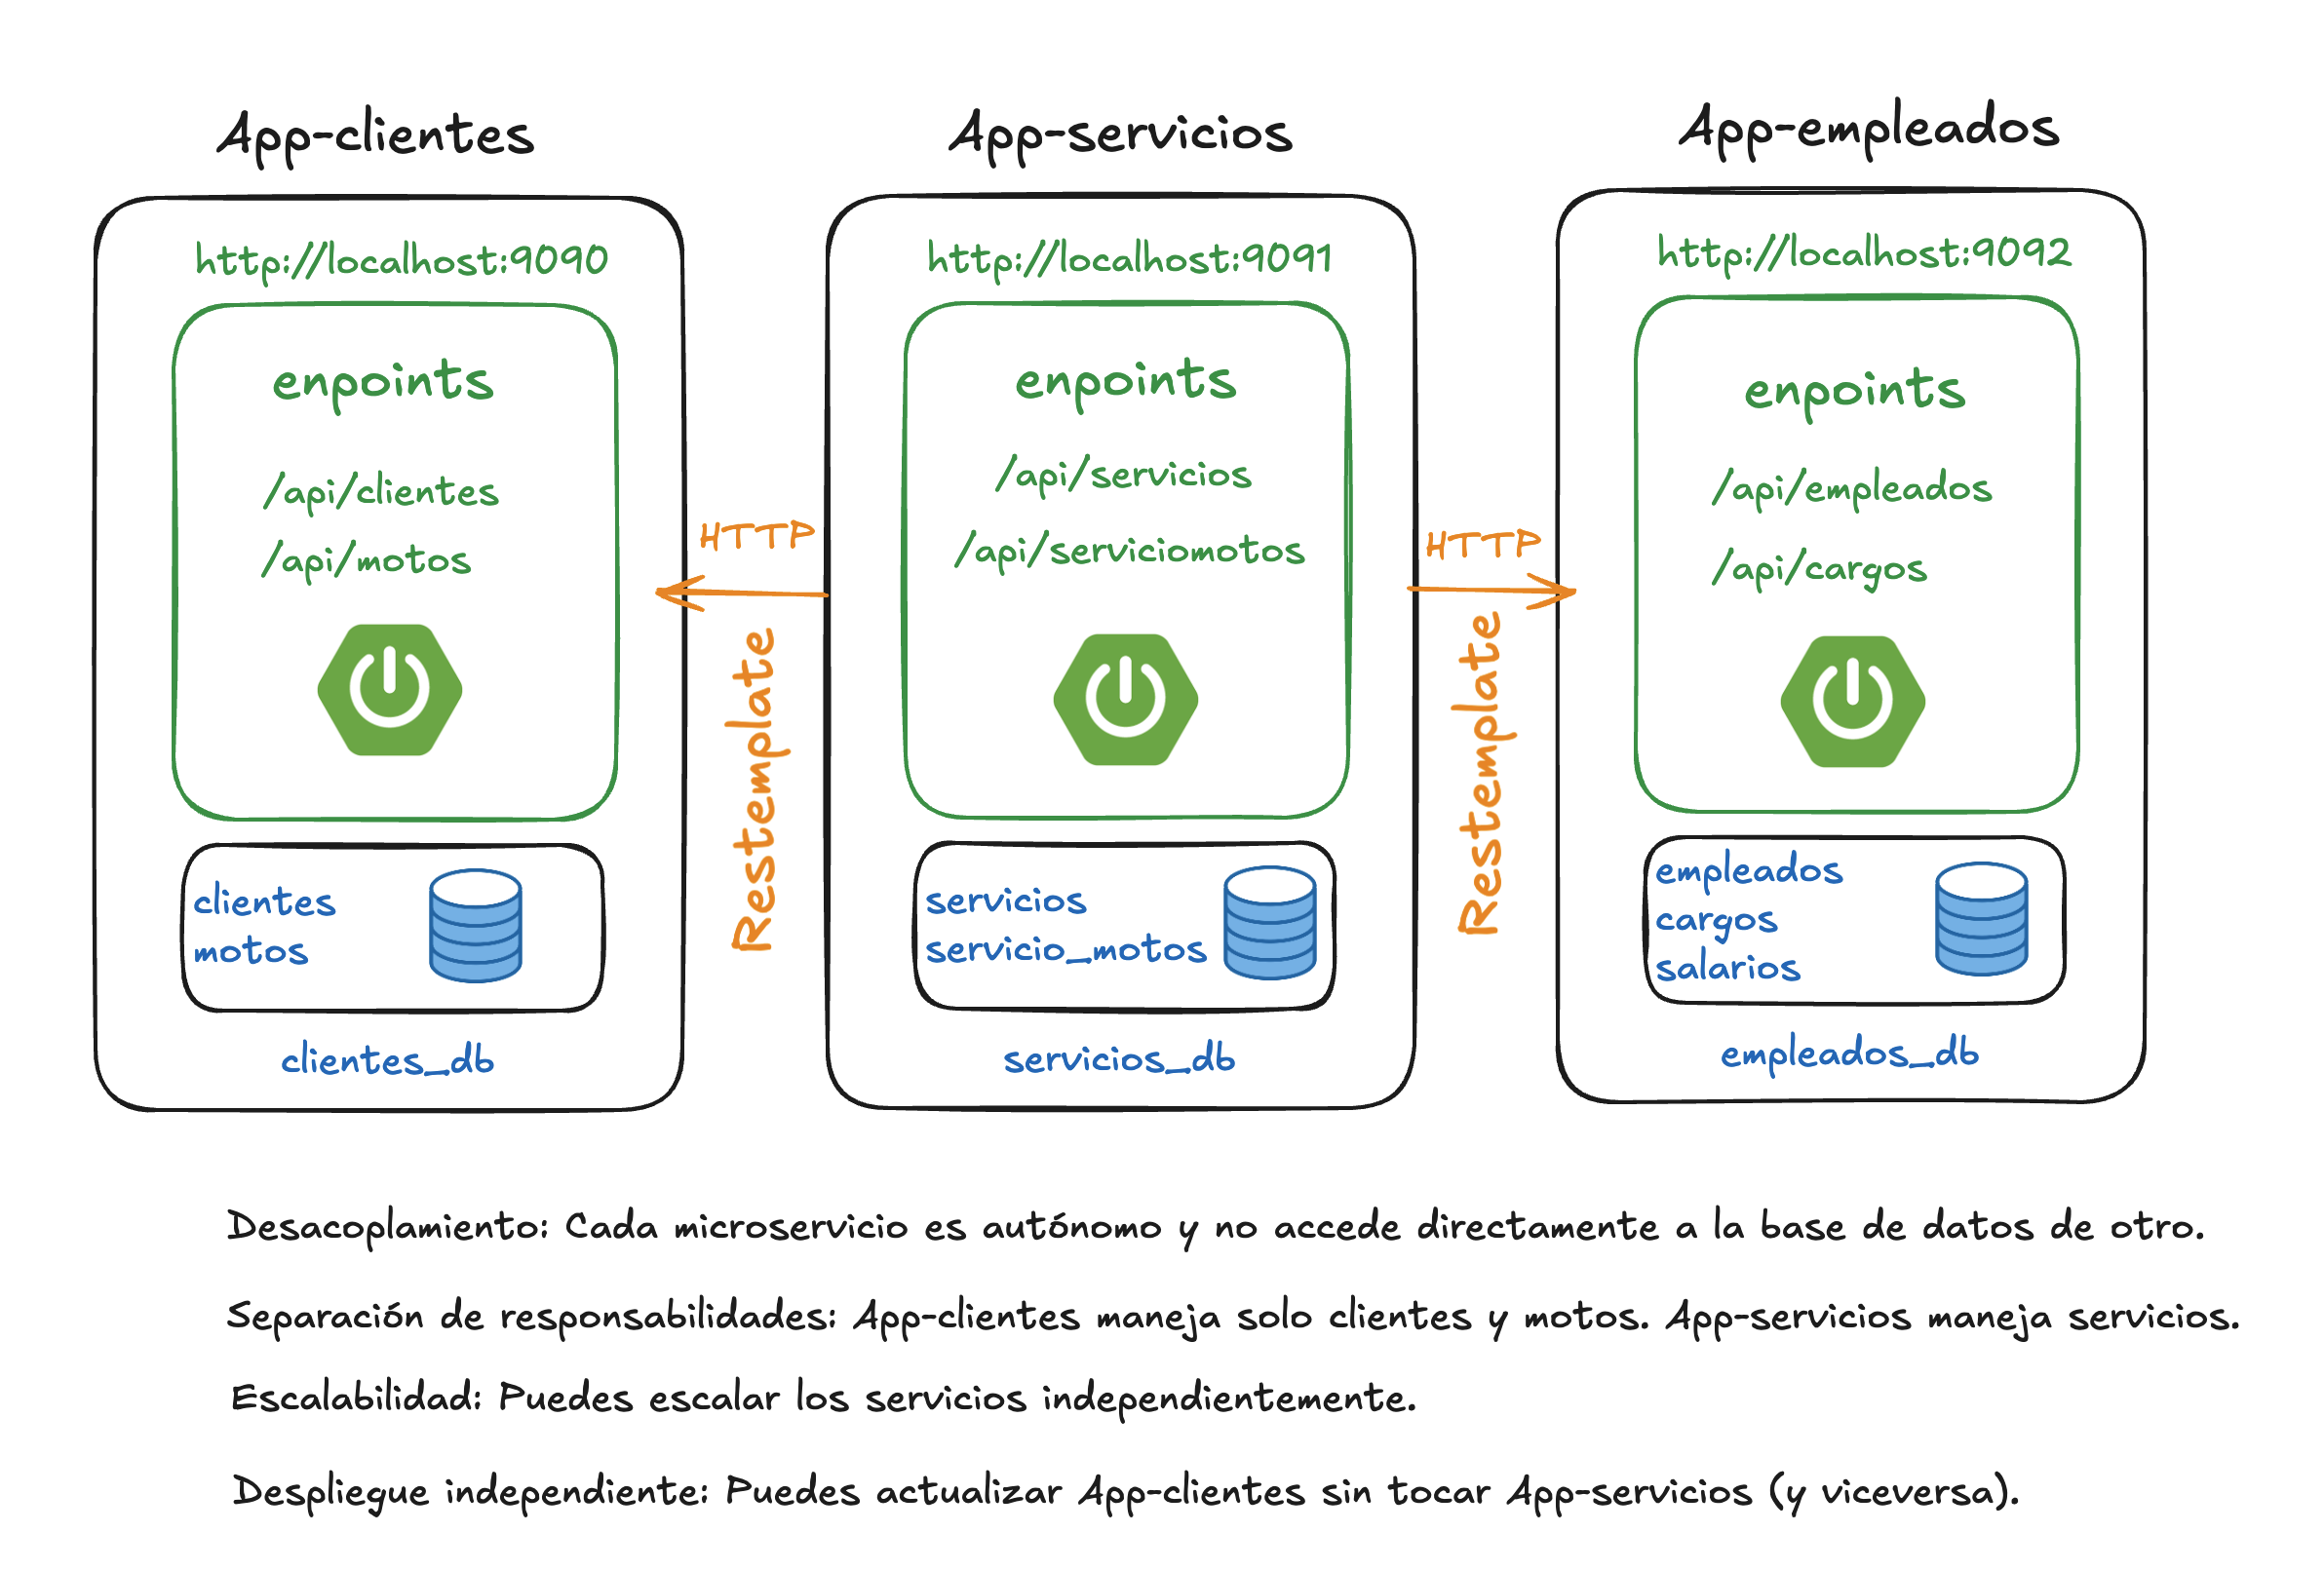 App-clientes
http://localhost:9090
enpoints
/api/clientes
/api/motos
clientes
motos
clientes_db
HTTP
Restemplate
App-servicios
http://localhost:9091
enpoints
/api/servicios
/api/serviciomotos
servicios
servicio_motos
servicios_db
HTTP
Restemplate
App-empleados
http://localhost:9092
enpoints
/api/empleados
/api/cargos
empleados
cargos
salarios
empleados_db
Desacoplamiento: Cada microservicio es autónomo y no accede directamente a la base de datos de otro.
Separación de responsabilidades: App-clientes maneja solo clientes y motos. App-servicios maneja servicios.
Escalabilidad: Puedes escalar los servicios independientemente.
Despliegue independiente: Puedes actualizar App-clientes sin tocar App-servicios (y viceversa).